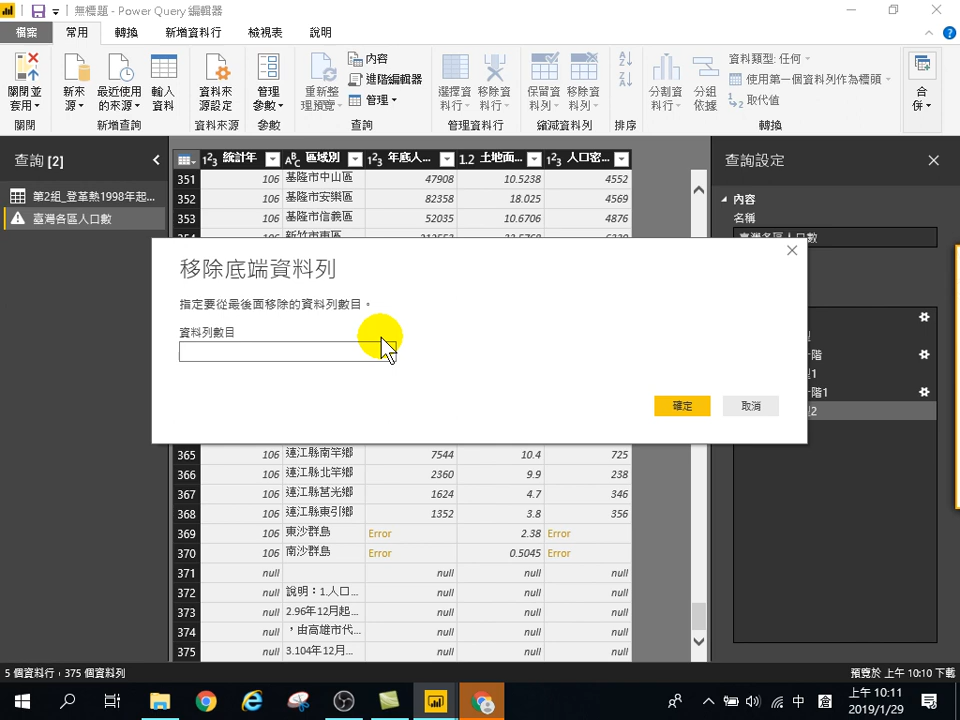 無標題 - Power Query 編輯器
檔案 常用 轉換 新增資料行 檢視表 說明
關閉並套用 新來源 最近使用的來源 輸入資料 資料來源設定 管理參數 重新整理預覽 內容 進階編輯器 管理 選擇資料行 移除資料行 保留資料列 移除資料列 分割資料行 分組依據 資料類型: 任何 使用第一個資料列作為標頭 取代值 合併
關閉 新增查詢 資料來源 參數 查詢 管理資料行 縮減資料列 排序 轉換
查詢 [2]
第2組_登革熱1998年起...
臺灣各區人口數
統計年 區域別 年底人... 土地面... 人口密...
351 106 基隆市中山區 47908 10.5238 4552
352 106 基隆市安樂區 82358 18.025 4569
353 106 基隆市信義區 52035 10.6706 4876
移除底端資料列
指定要從最後面移除的資料列數目。
資料列數目
確定 取消
365 106 連江縣南竿鄉 7544 10.4 725
366 106 連江縣北竿鄉 2360 9.9 238
367 106 連江縣莒光鄉 1624 4.7 346
368 106 連江縣東引鄉 1352 3.8 356
369 106 東沙群島 Error 2.38 Error
370 106 南沙群島 Error 0.5045 Error
371 null null null null
372 null 說明：1.人口... null null null
373 null 2.96年12月起... null null null
374 null ，由高雄市代... null null null
375 null 3.104年12月... null null null
查詢設定
內容
名稱
5 個資料行，375 個資料列
預覽於 上午 10:10 下載
中
上午 10:11
2019/1/29